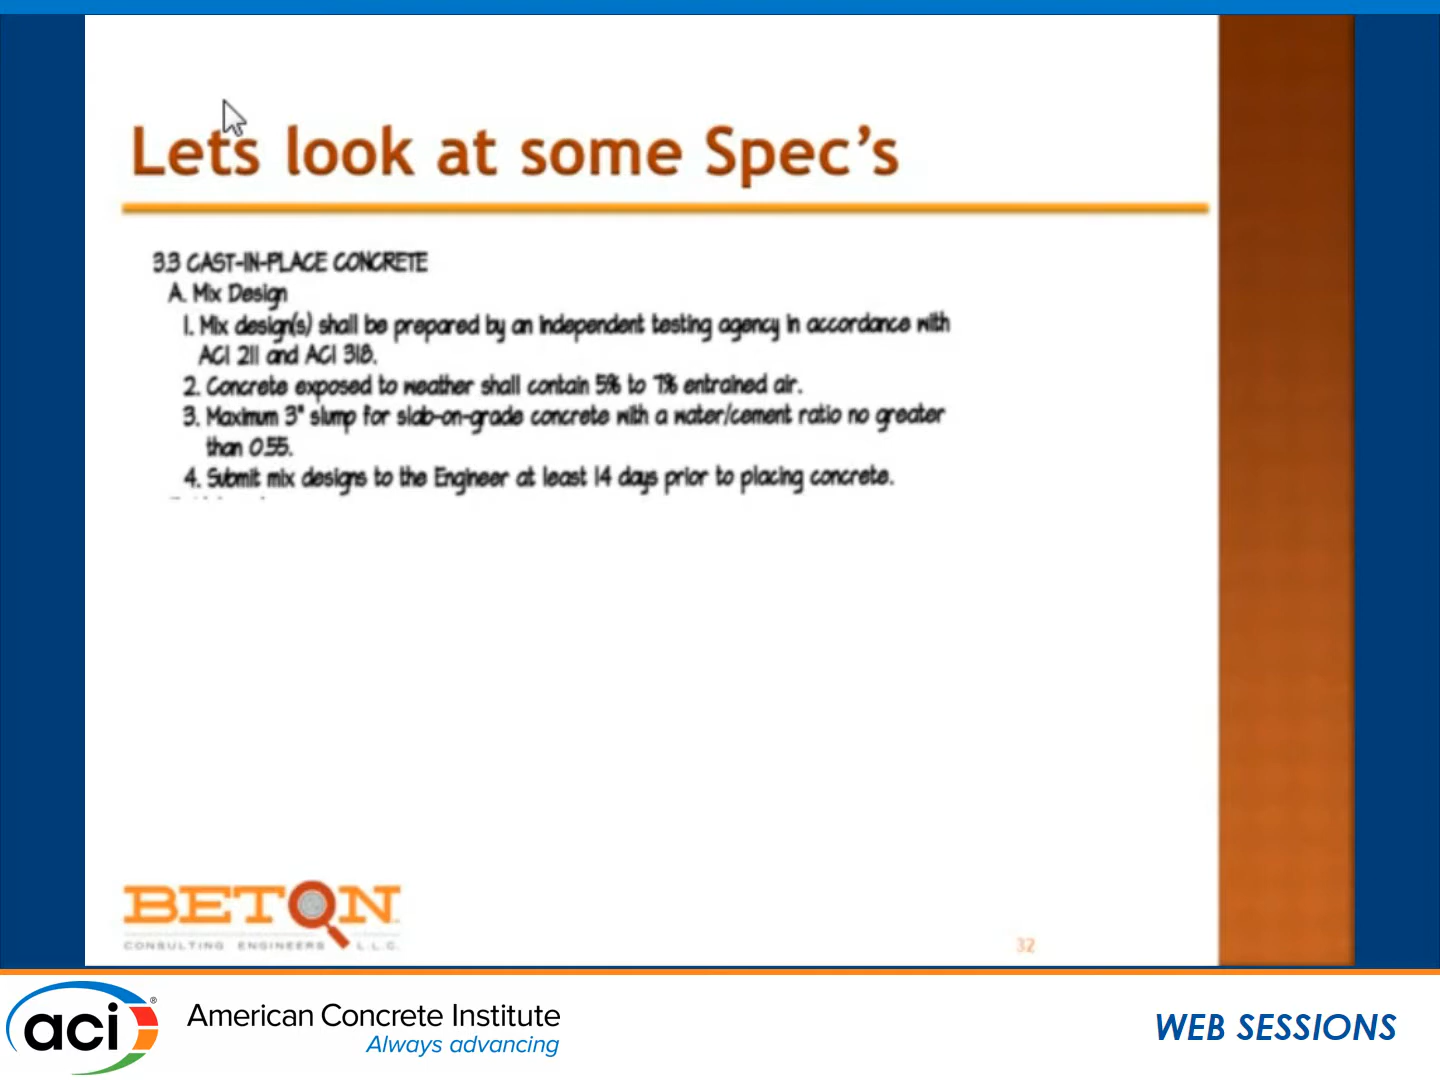 Lets look at some Spec's
3.3 CAST-IN-PLACE CONCRETE
A. Mix Design
1. Mix design(s) shall be prepared by an independent testing agency in accordance with
ACI 211 and ACI 318.
2. Concrete exposed to weather shall contain 5% to 7% entrained air.
3. Maximum 3" slump for slab-on-grade concrete with a water/cement ratio no greater
than 0.55.
4. Submit mix designs to the Engineer at least 14 days prior to placing concrete.
BETON
CONSULTING ENGINEERS L.L.C.
32
aci®
American Concrete Institute
Always advancing
WEB SESSIONS